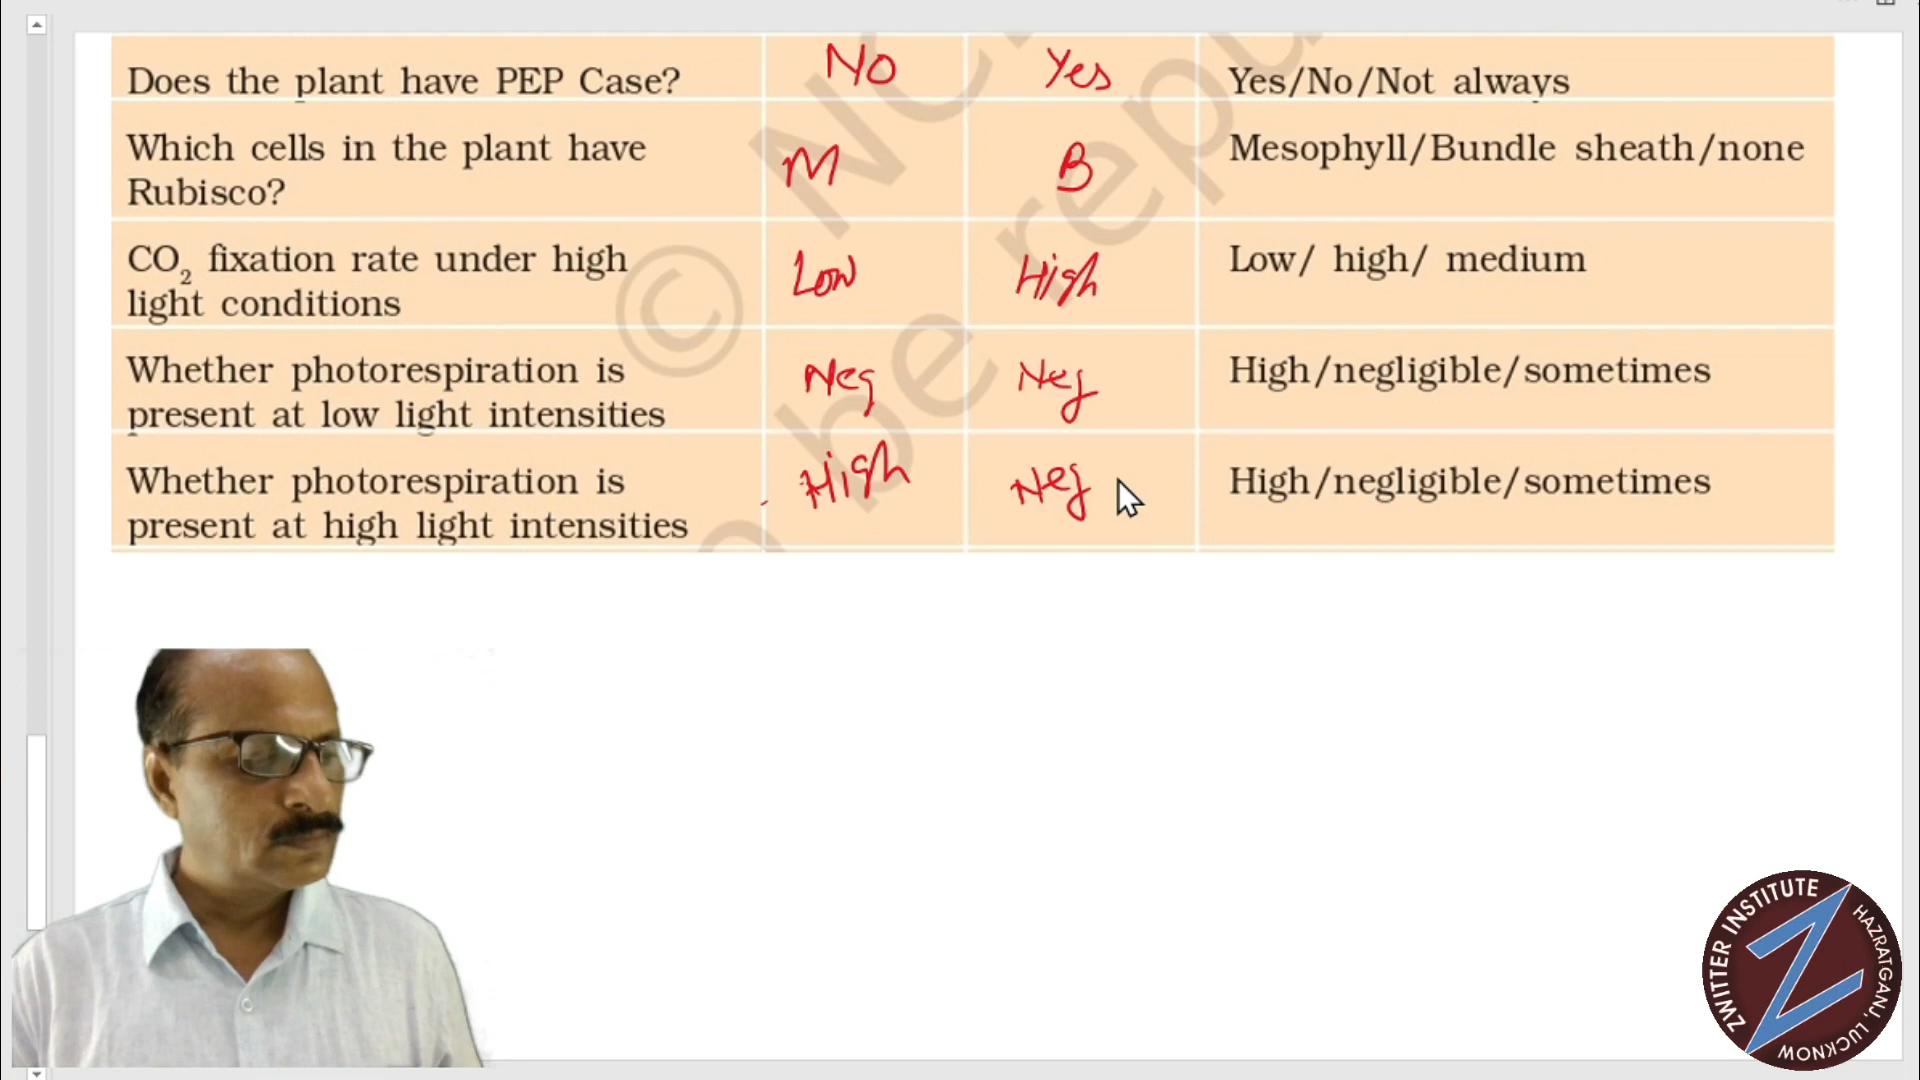 Does the plant have PEP Case? No Yes Yes/No/Not always
Which cells in the plant have M B Mesophyll/Bundle sheath/none
Rubisco?
CO2 fixation rate under high Low High Low/ high/ medium
light conditions
Whether photorespiration is Neg Neg High/negligible/sometimes
present at low light intensities
Whether photorespiration is High Neg High/negligible/sometimes
present at high light intensities
© NC
be repu
ZWITTER INSTITUTE
HAZRATGANJ, LUCKNOW
Z